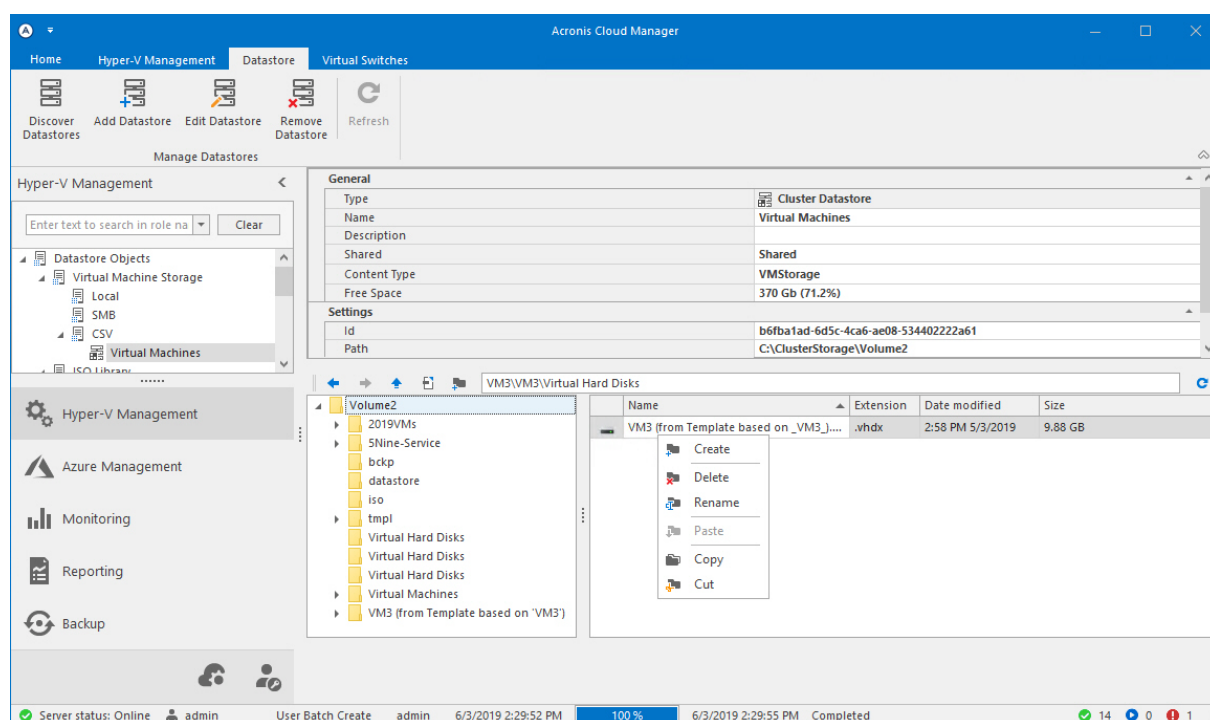 Acronis Cloud Manager
Home Hyper-V Management Datastore Virtual Switches
Discover Datastores Add Datastore Edit Datastore Remove Datastore Refresh
Manage Datastores
Hyper-V Management
Enter text to search in role na Clear
Datastore Objects
Virtual Machine Storage
Local
SMB
CSV
Virtual Machines
ISO Library
General
Type Cluster Datastore
Name Virtual Machines
Description
Shared Shared
Content Type VMStorage
Free Space 370 Gb (71.2%)
Settings
Id b6fba1ad-6d5c-4ca6-ae08-534402222a61
Path C:\ClusterStorage\Volume2
Hyper-V Management
Azure Management
Monitoring
Reporting
Backup
VM3\VM3\Virtual Hard Disks
Volume2
2019VMs
5Nine-Service
bckp
datastore
iso
tmpl
Virtual Hard Disks
Virtual Hard Disks
Virtual Hard Disks
Virtual Machines
VM3 (from Template based on 'VM3')
Name Extension Date modified Size
VM3 (from Template based on _VM3_).... .vhdx 2:58 PM 5/3/2019 9.88 GB
Create
Delete
Rename
Paste
Copy
Cut
Server status: Online admin User Batch Create admin 6/3/2019 2:29:52 PM 100 % 6/3/2019 2:29:55 PM Completed 14 0 1